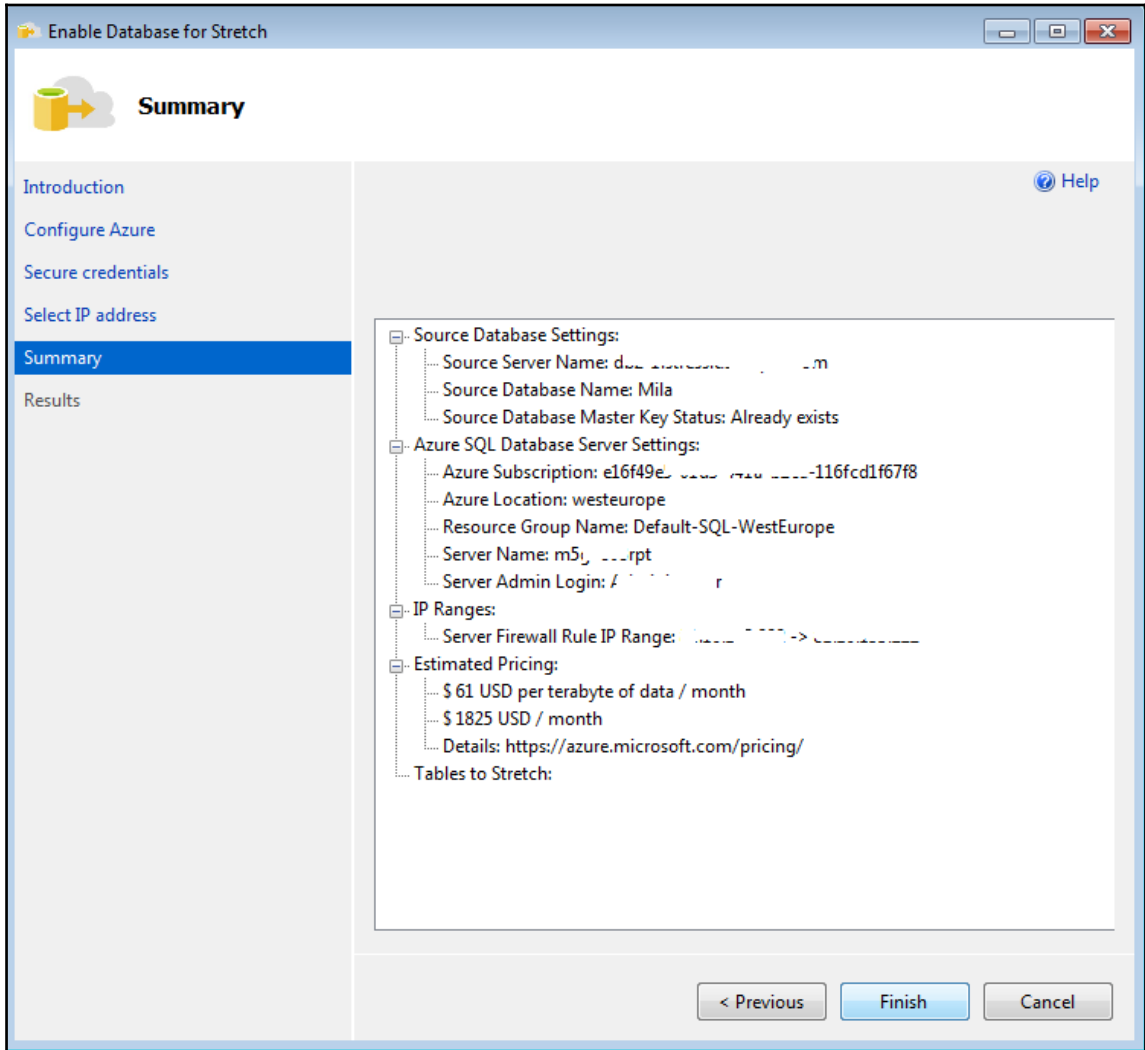 Enable Database for Stretch
Summary
Introduction
Configure Azure
Secure credentials
Select IP address
Summary
Results
Help
Source Database Settings:
Source Server Name:
Source Database Name: Mila
Source Database Master Key Status: Already exists
Azure SQL Database Server Settings:
Azure Subscription:
Azure Location: westeurope
Resource Group Name: Default-SQL-WestEurope
Server Name:
Server Admin Login:
IP Ranges:
Server Firewall Rule IP Range: ->
Estimated Pricing:
$ 61 USD per terabyte of data / month
$ 1825 USD / month
Details: https://azure.microsoft.com/pricing/
Tables to Stretch:
< Previous
Finish
Cancel